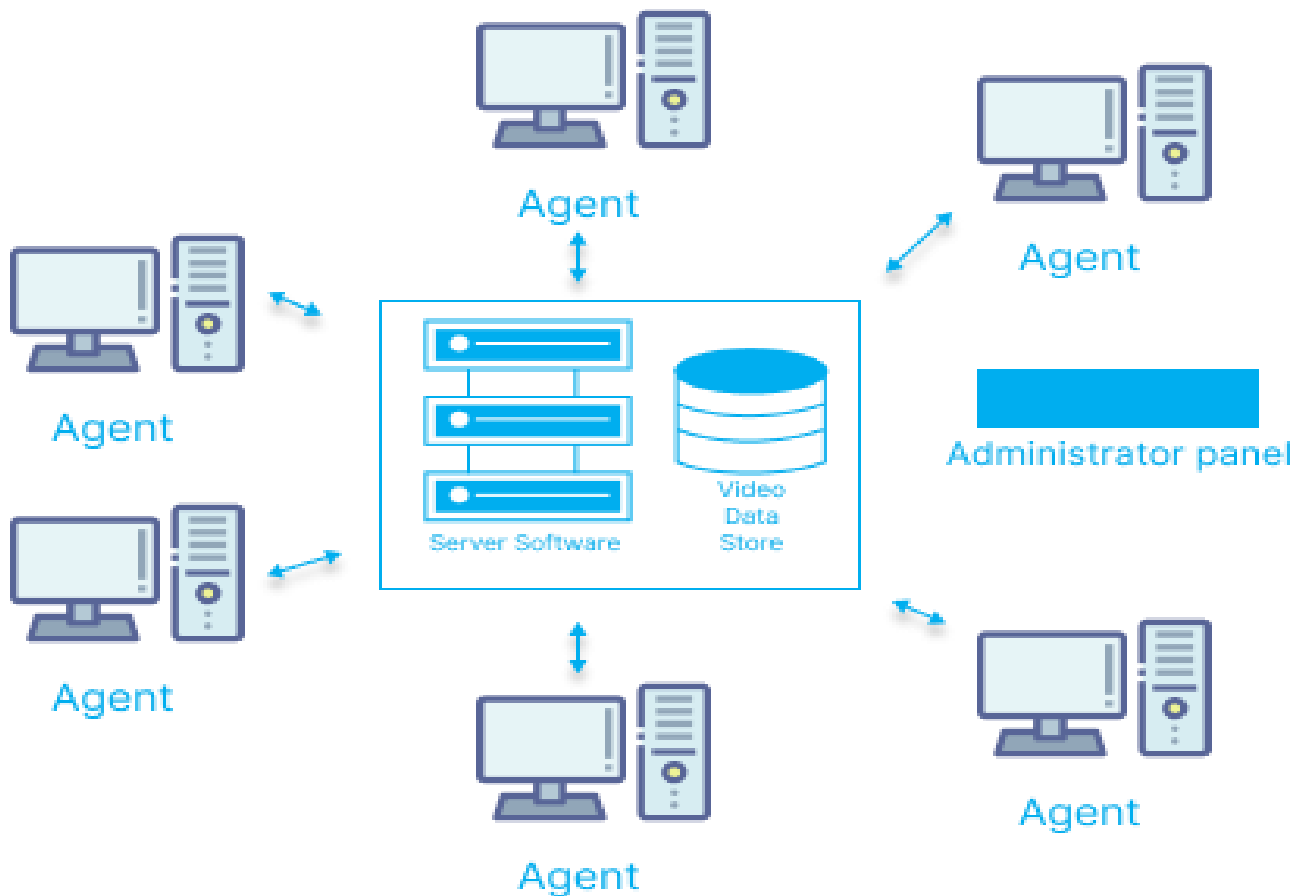 Agent
Agent
Agent
Agent
Administrator panel
Video
Data
Store
Server Software
Agent
Agent
Agent